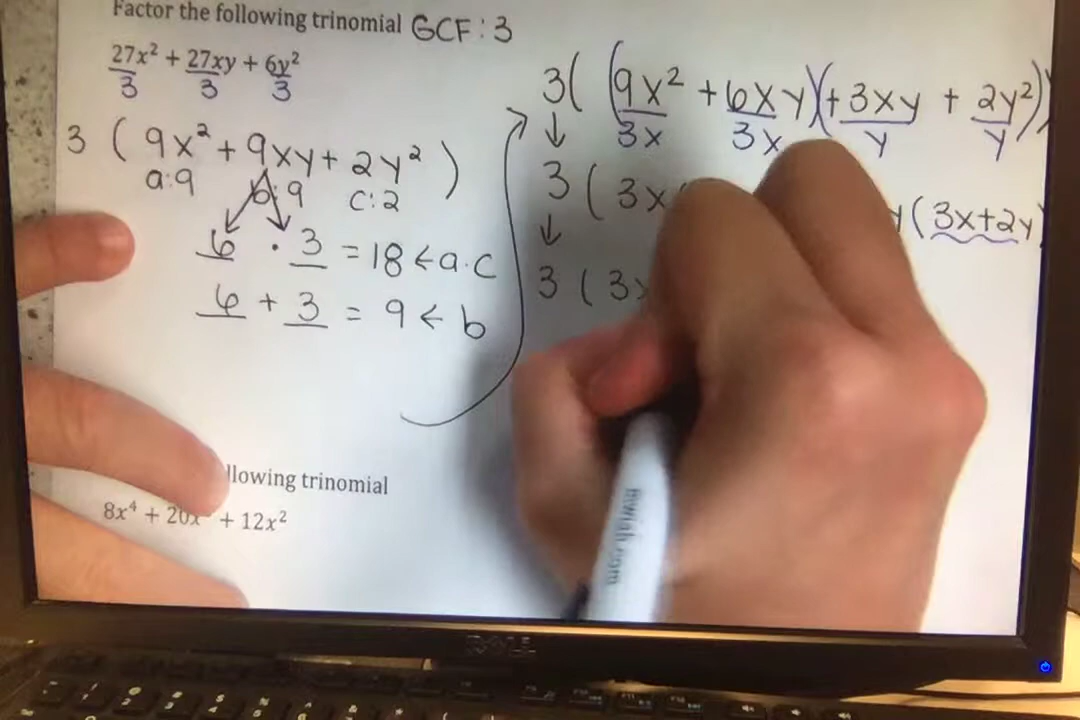 Factor the following trinomial GCF: 3
27x² + 27xy + 6y²
3 3 3
3 ( 9x² + 9xy + 2y² )
a:9 b:9 c:2
6 · 3 = 18 ← a·c
6 + 3 = 9 ← b
3( (9x² + 6xy)(+3xy + 2y²))
3x 3x y y
3 ( 3x (3x+2y)
3 ( 3x
llowing trinomial
8x⁴ + 20x + 12x²
DELL